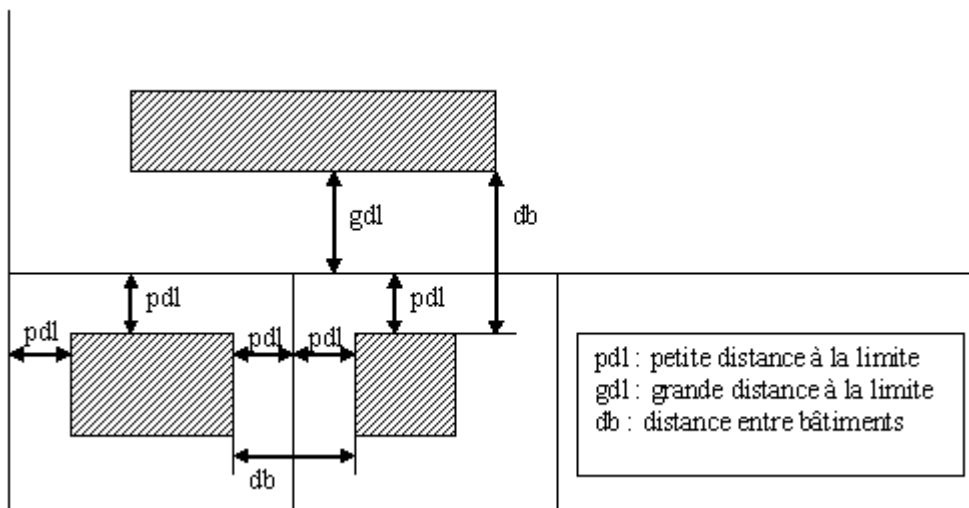 gdl
db
pdl
pdl
pdl
pdl
pdl
db
pdl : petite distance à la limite
gdl : grande distance à la limite
db : distance entre bâtiments